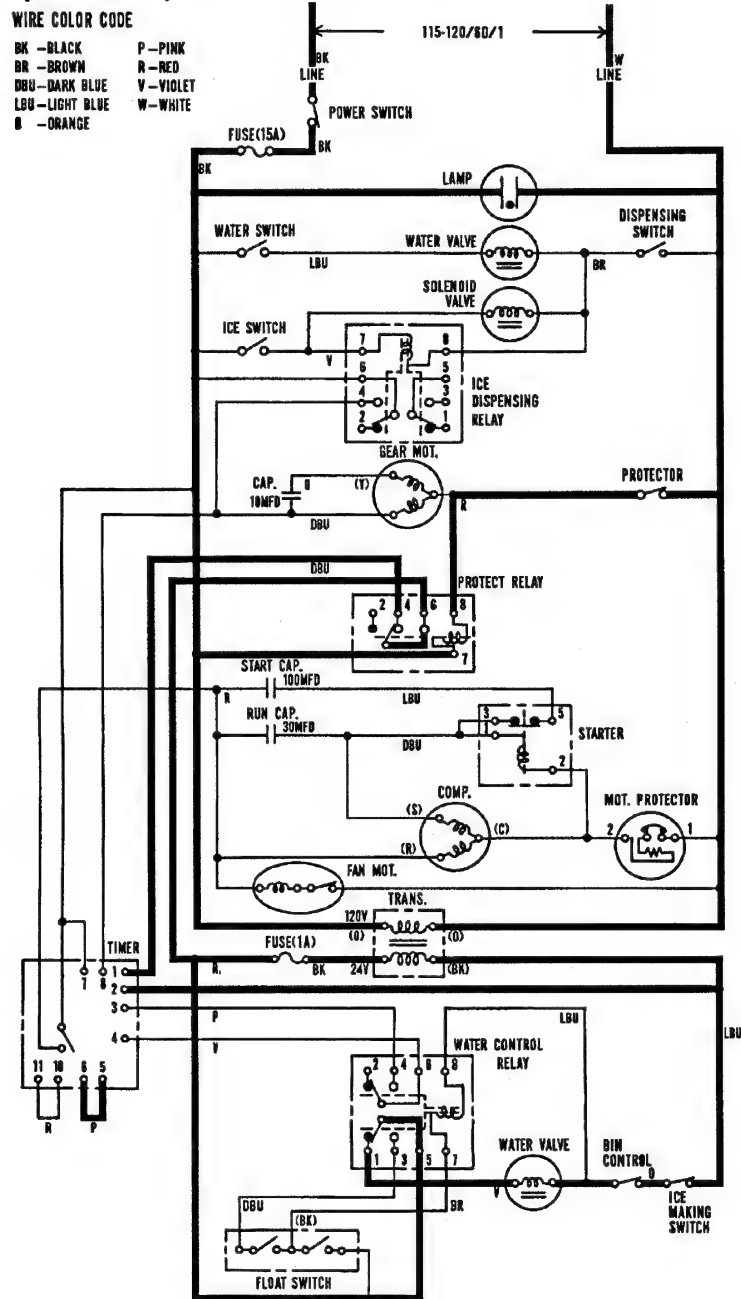 WIRE COLOR CODE
BK -BLACK P-PINK
BR -BROWN R-RED
DBU-DARK BLUE V-VIOLET
LBU-LIGHT BLUE W-WHITE
O -ORANGE
115-120/60/1
BK
LINE
W
LINE
POWER SWITCH
FUSE(15A)
BK
BK
LAMP
WATER SWITCH
LBU
WATER VALVE
DISPENSING
SWITCH
BR
SOLENOID
VALVE
ICE SWITCH
V
7 8
6 5
4 3
2 1
ICE
DISPENSING
RELAY
GEAR MOT.
CAP.
10MFD
O
(Y)
DBU
R
PROTECTOR
DBU
PROTECT RELAY
2 4 6 8
7
START CAP.
100MFD
R
LBU
RUN CAP.
30MFD
DBU
3 5
1
2
STARTER
COMP.
(S)
(R)
(C)
MOT. PROTECTOR
2 1
FAN MOT.
TRANS.
120V
(O) (O)
FUSE(1A)
R.
BK
24V
(BK)
TIMER
7 8 1
2
3
4
P
V
11 10 6 5
R P
WATER CONTROL
RELAY
2 4 6 8
1 3 5 7
LBU
LBU
WATER VALVE
V
BIN
CONTROL
O
ICE
MAKING
SWITCH
DBU
(BK)
BR
FLOAT SWITCH